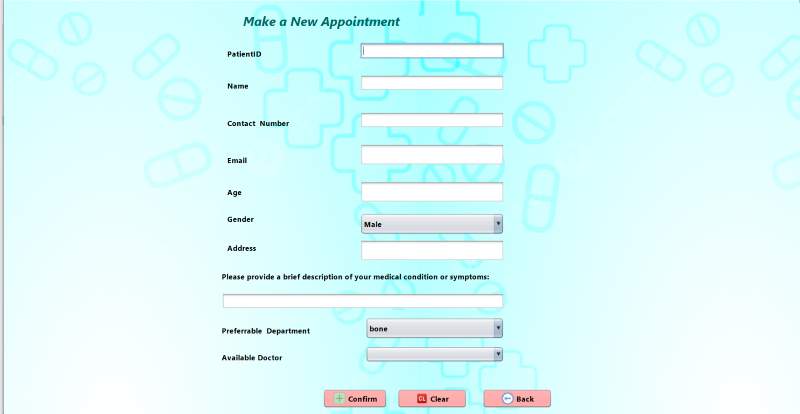 Make a New Appointment
PatientID
Name
Contact Number
Email
Age
Gender Male
Address
Please provide a brief description of your medical condition or symptoms:
Preferrable Department bone
Available Doctor
Confirm CL Clear Back